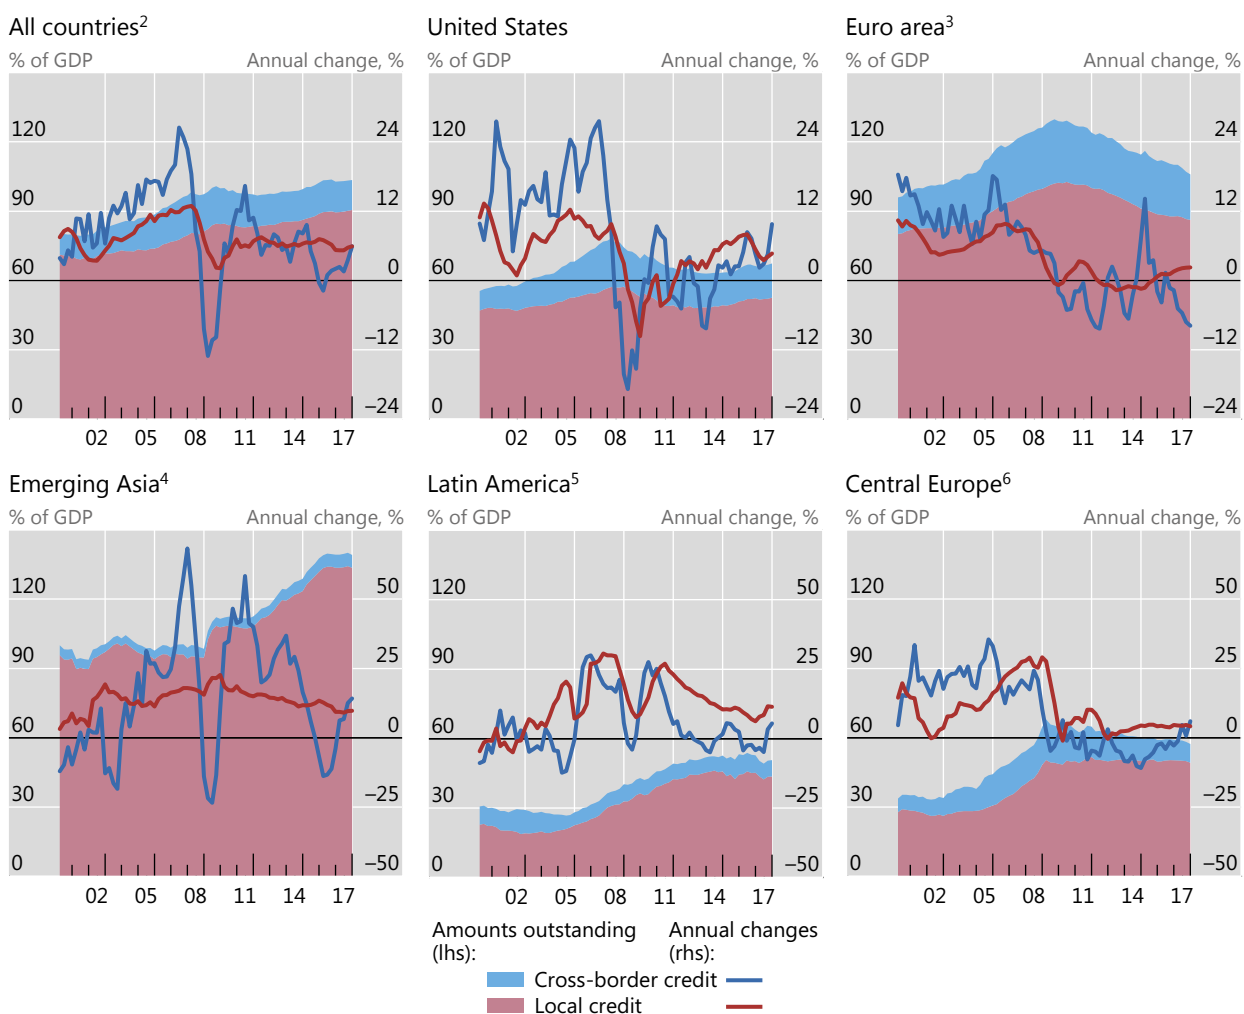 All countries²
United States
Euro area³
% of GDP Annual change, %
% of GDP Annual change, %
% of GDP Annual change, %
120 24
90 12
60 0
30 –12
0 –24
02 05 08 11 14 17
120 24
90 12
60 0
30 –12
0 –24
02 05 08 11 14 17
120 24
90 12
60 0
30 –12
0 –24
02 05 08 11 14 17
Emerging Asia⁴
Latin America⁵
Central Europe⁶
% of GDP Annual change, %
% of GDP Annual change, %
% of GDP Annual change, %
120 50
90 25
60 0
30 –25
0 –50
02 05 08 11 14 17
120 50
90 25
60 0
30 –25
0 –50
02 05 08 11 14 17
120 50
90 25
60 0
30 –25
0 –50
02 05 08 11 14 17
Amounts outstanding Annual changes
(lhs): (rhs):
Cross-border credit
Local credit